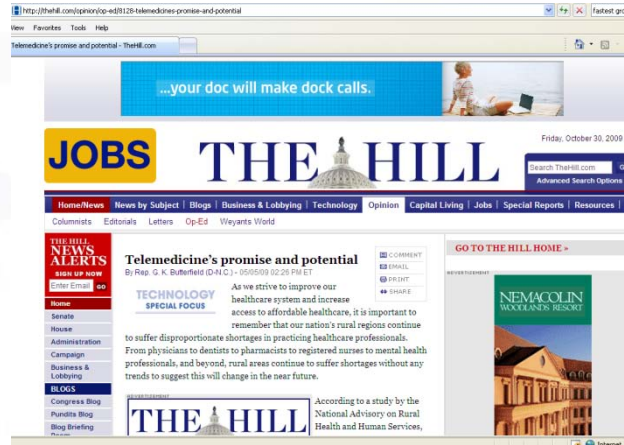 http://thehill.com/opinion/op-ed/8128-telemedicines-promise-and-potential
Fastest gro
View Favorites Tools Help
Telemedicine's promise and potential - TheHill.com
...your doc will make dock calls.
JOBS
THE HILL
Friday, October 30, 2009
Search TheHill.com
Advanced Search Options
Home/News News by Subject | Blogs | Business & Lobbying | Technology Opinion Capital Living | Jobs | Special Reports | Resources |
Columnists Editorials Letters Op-Ed Weyants World
THE HILL
NEWS
ALERTS
SIGN UP NOW
Enter Email GO
Home
Senate
House
Administration
Campaign
Business &
Lobbying
BLOGS
Congress Blog
Pundits Blog
Blog Briefing
Room
Telemedicine's promise and potential
By Rep. G. K. Butterfield (D-N.C.) - 05/05/09 02:26 PM ET
COMMENT
EMAIL
PRINT
SHARE
TECHNOLOGY
SPECIAL FOCUS
As we strive to improve our
healthcare system and increase
access to affordable healthcare, it is important to
remember that our nation's rural regions continue
to suffer disproportionate shortages in practicing healthcare professionals.
From physicians to dentists to pharmacists to registered nurses to mental health
professionals, and beyond, rural areas continue to suffer shortages without any
trends to suggest this will change in the near future.
ADVERTISEMENT
THE HILL
According to a study by the
National Advisory on Rural
Health and Human Services,
GO TO THE HILL HOME »
ADVERTISEMENT
NEMACOLIN
WOODLANDS RESORT
Internet